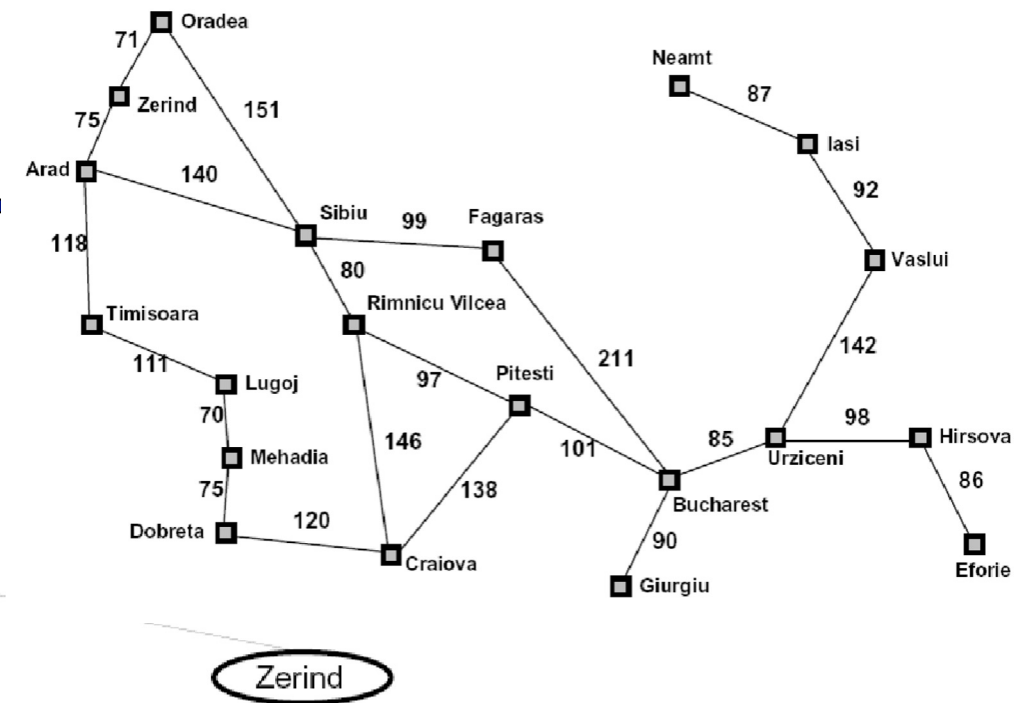 Oradea
71
Neamt
87
Zerind
151
75
Iasi
Arad
140
92
Sibiu
99
Fagaras
118
80
Vaslui
Rimnicu Vilcea
Timisoara
142
211
111
97
Pitesti
Lugoj
70
98
Hirsova
146
85
101
Urziceni
Mehadia
86
75
138
Bucharest
Dobreta
120
90
Craiova
Eforie
Giurgiu
Zerind